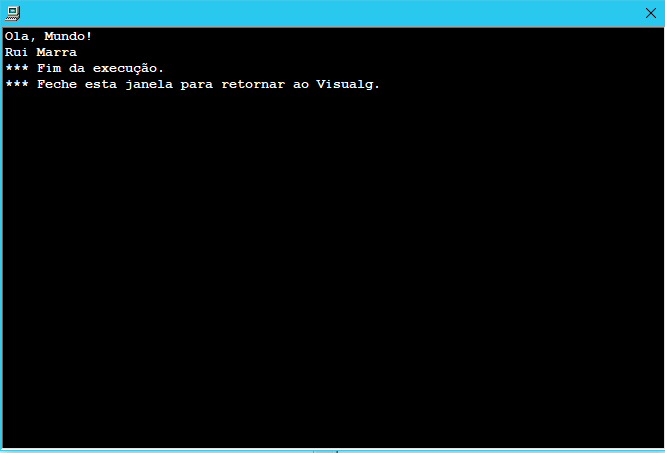 Ola, Mundo!
Rui Marra
*** Fim da execução.
*** Feche esta janela para retornar ao Visualg.